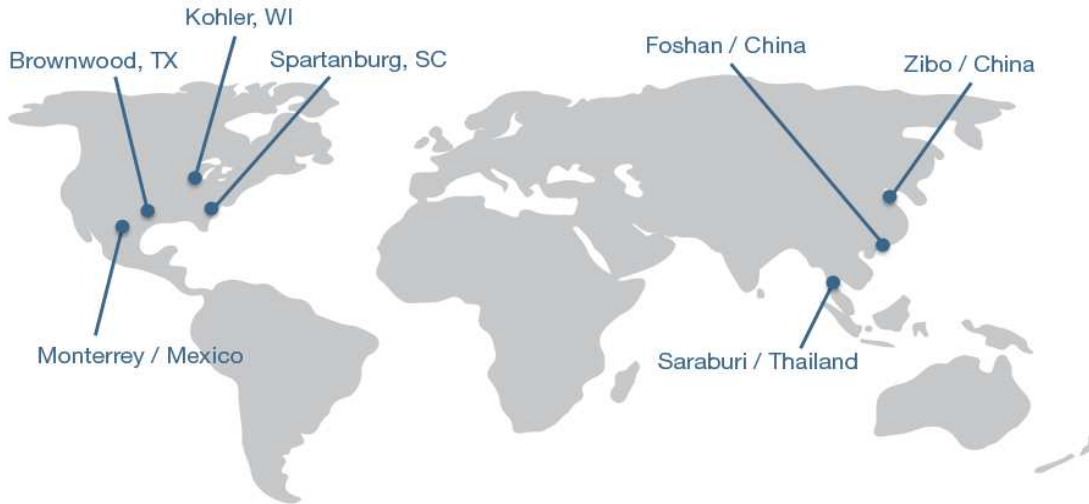 Kohler, WI
Brownwood, TX
Spartanburg, SC
Foshan / China
Zibo / China
Monterrey / Mexico
Saraburi / Thailand